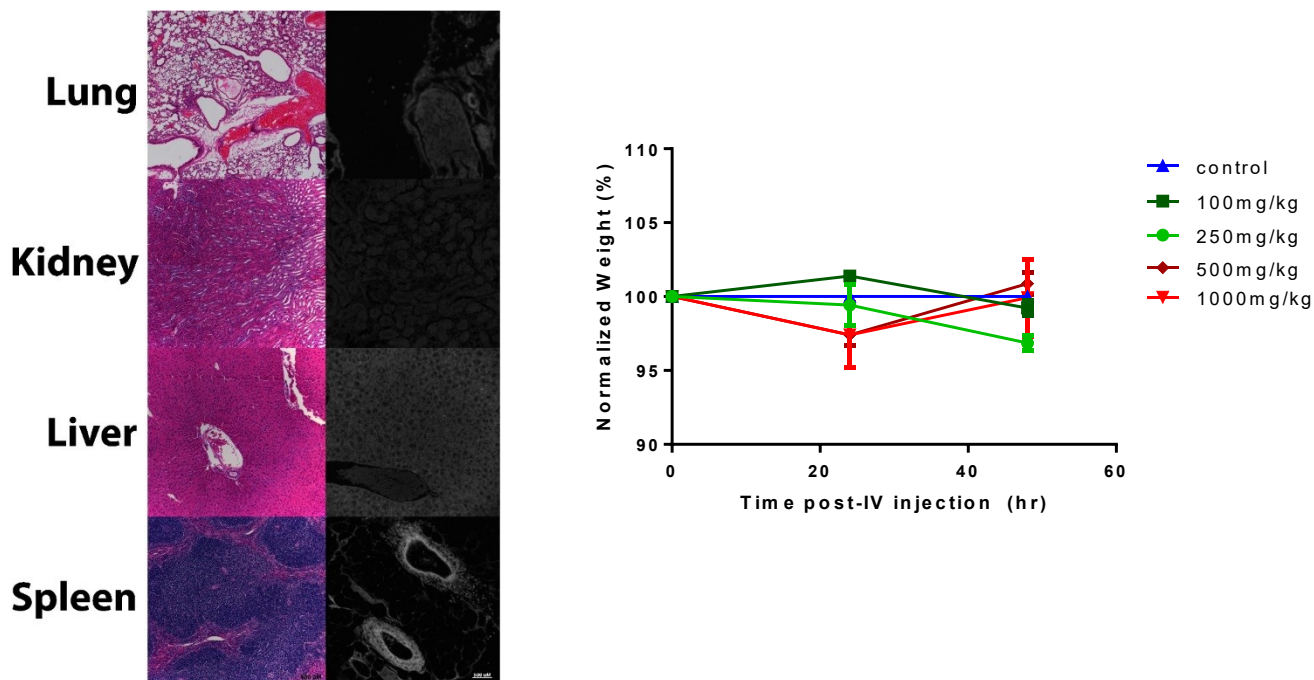 Lung
Kidney
Liver
Spleen
110
105
100
95
90
Normalized Weight (%)
0
20
40
60
Time post-IV injection (hr)
control
100mg/kg
250mg/kg
500mg/kg
1000mg/kg